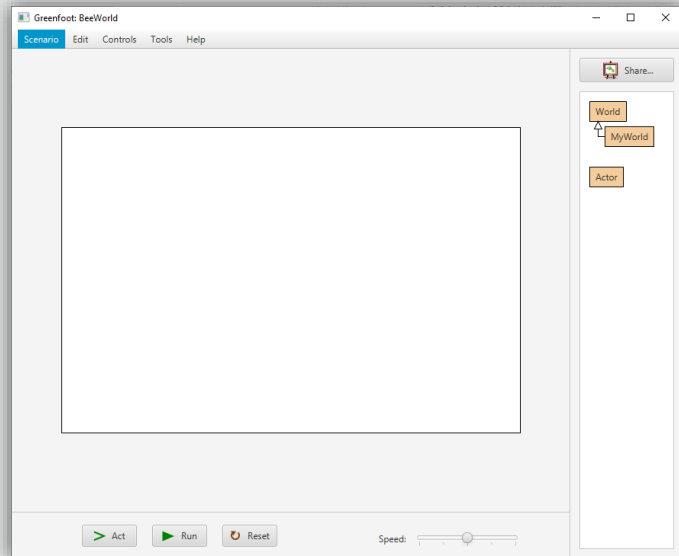 Greenfoot: BeeWorld
Scenario Edit Controls Tools Help
Share...
World
MyWorld
Actor
Act Run Reset Speed: